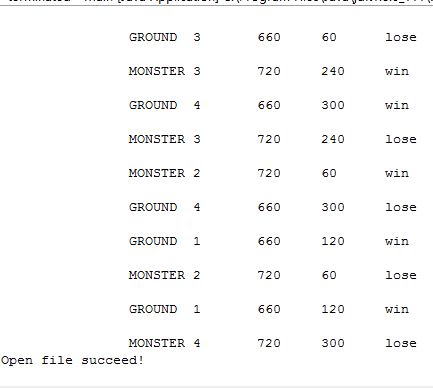 GROUND 3 660 60 lose
MONSTER 3 720 240 win
GROUND 4 660 300 win
MONSTER 3 720 240 lose
MONSTER 2 720 60 win
GROUND 4 660 300 lose
GROUND 1 660 120 win
MONSTER 2 720 60 lose
GROUND 1 660 120 win
MONSTER 4 720 300 lose
Open file succeed!